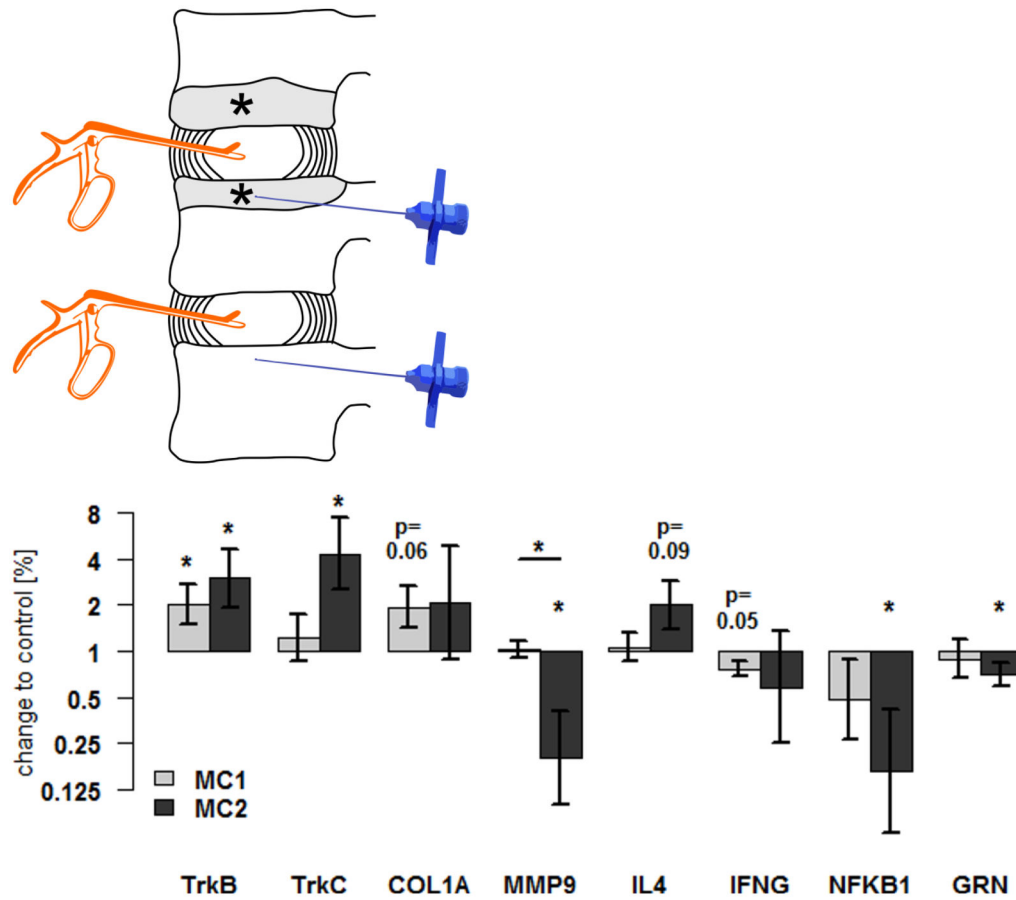 *
*
8
4
2
1
0.5
0.25
0.125
change to control [%]
* *
*
p=
0.06
*
*
p=
0.09
p=
0.05
*
*
MC1
MC2
TrkB TrkC COL1A MMP9 IL4 IFNG NFKB1 GRN